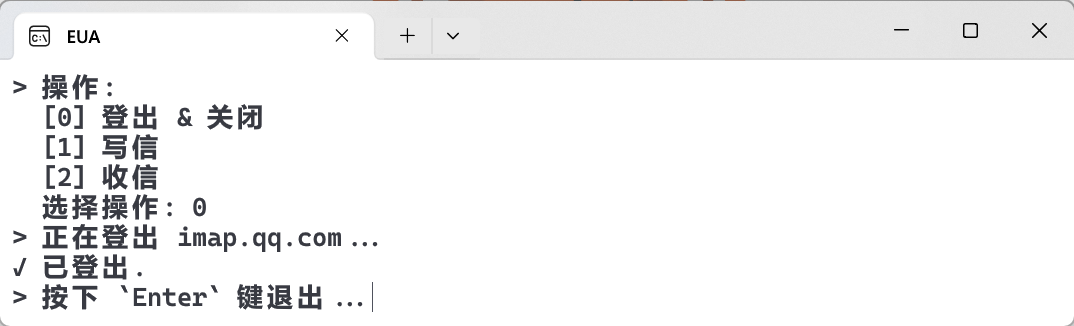 EUA
> 操作:
[0] 登出 & 关闭
[1] 写信
[2] 收信
选择操作: 0
> 正在登出 imap.qq.com...
√ 已登出.
> 按下 `Enter` 键退出...